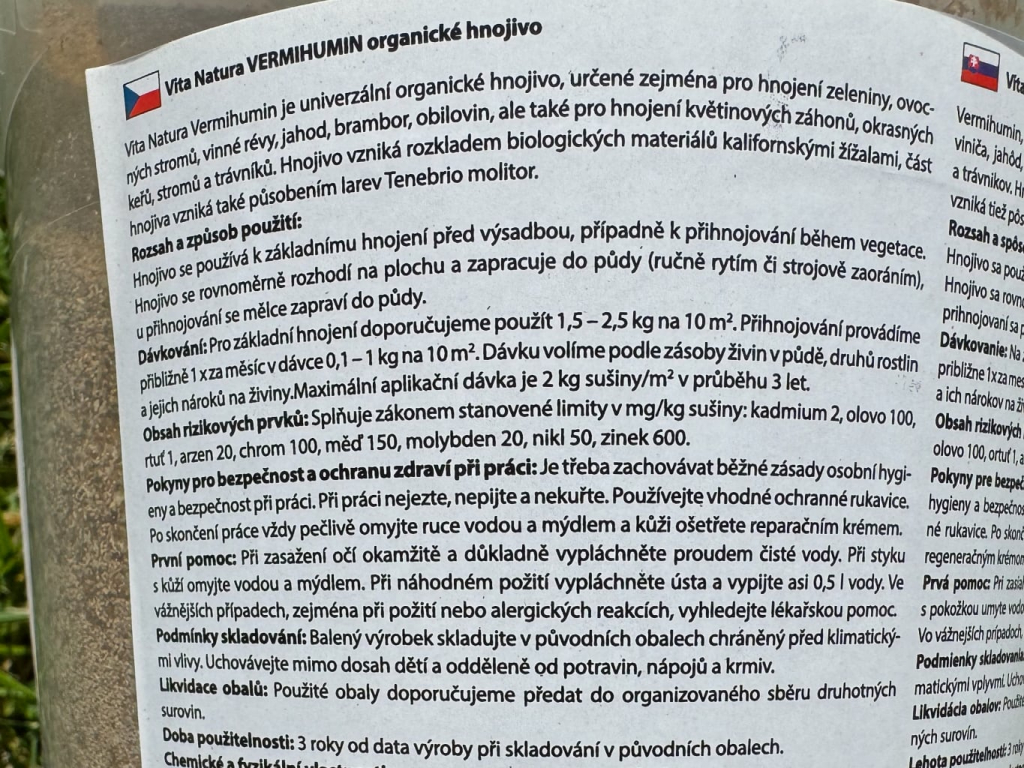 Vita Natura VERMIHUMIN organické hnojivo
Vita Natura Vermihumin je univerzální organické hnojivo, určené zejména pro hnojení zeleniny, ovoc-
ných stromů, vinné révy, jahod, brambor, obilovin, ale také pro hnojení květinových záhonů, okrasných
keřů, stromů a trávníků. Hnojivo vzniká rozkladem biologických materiálů kalifornskými žížalami, část
hnojiva vzniká také působením larev Tenebrio molitor.
Rozsah a způsob použití:
Hnojivo se používá k základnímu hnojení před výsadbou, případně k přihnojování během vegetace.
Hnojivo se rovnoměrně rozhodí na plochu a zapracuje do půdy (ručně rytím či strojově zaoráním),
u přihnojování se mělce zapraví do půdy.
Dávkování: Pro základní hnojení doporučujeme použít 1,5 – 2,5 kg na 10 m². Přihnojování provádíme
přibližně 1 x za měsíc v dávce 0,1 – 1 kg na 10 m². Dávku volíme podle zásoby živin v půdě, druhů rostlin
a jejich nároků na živiny.Maximální aplikační dávka je 2 kg sušiny/m² v průběhu 3 let.
Obsah rizikových prvků: Splňuje zákonem stanovené limity v mg/kg sušiny: kadmium 2, olovo 100,
rtuť 1, arzen 20, chrom 100, měď 150, molybden 20, nikl 50, zinek 600.
Pokyny pro bezpečnost a ochranu zdraví při práci: Je třeba zachovávat běžné zásady osobní hygi-
eny a bezpečnost při práci. Při práci nejezte, nepijte a nekuřte. Používejte vhodné ochranné rukavice.
Po skončení práce vždy pečlivě omyjte ruce vodou a mýdlem a kůži ošetřete reparačním krémem.
První pomoc: Při zasažení očí okamžitě a důkladně vypláchněte proudem čisté vody. Při styku
s kůží omyjte vodou a mýdlem. Při náhodném požití vypláchněte ústa a vypijte asi 0,5 l vody. Ve
vážnějších případech, zejména při požití nebo alergických reakcích, vyhledejte lékařskou pomoc.
Podmínky skladování: Balený výrobek skladujte v původních obalech chráněný před klimatický-
mi vlivy. Uchovávejte mimo dosah dětí a odděleně od potravin, nápojů a krmiv.
Likvidace obalů: Použité obaly doporučujeme předat do organizovaného sběru druhotných
surovin.
Doba použitelnosti: 3 roky od data výroby při skladování v původních obalech.
Chemické a fyzikální
Vermihumin,
viniča, jahôd,
a trávnikov.
vzniká tiež
Rozsah a
Hnojivo sa
Hnojivo sa
prihnojovaní sa
Dávkovanie: Na
približne 1x za
a ich nárokov na
Obsah rizikových
olovo 100, ortuť 1,
Pokyny pre
hygieny a
né rukavice. Po
regeneračným
Prvá pomoc: Pri
s pokožkou umyte
Vo vážnejších prípadoch,
Podmienky skladovania:
matickými vplyvmi.
Likvidácia obalov:
ných surovín.
Lehota použiteľnosti: 3